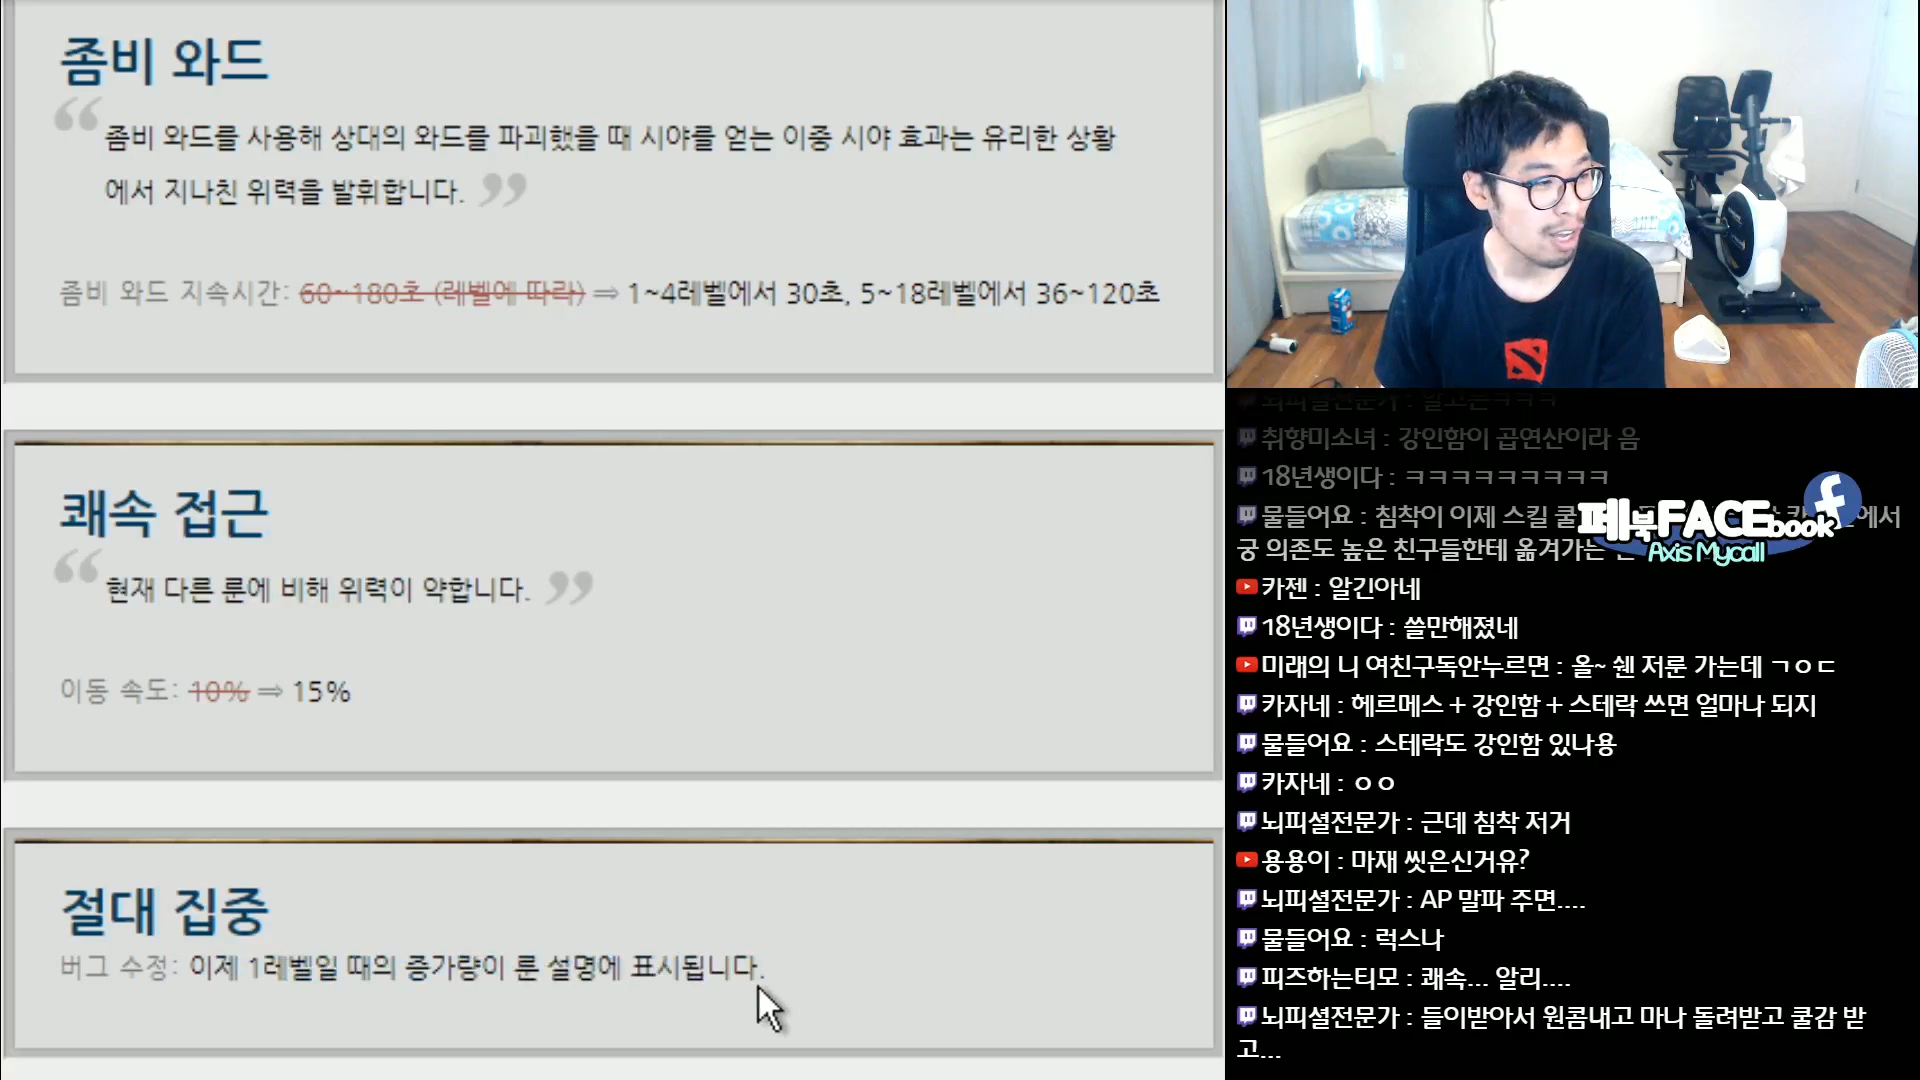 좀비 와드
“ 좀비 와드를 사용해 상대의 와드를 파괴했을 때 시야를 얻는 이중 시야 효과는 유리한 상황
에서 지나친 위력을 발휘합니다. ”
좀비 와드 지속시간: 60~180초 (레벨에 따라) ⇒ 1~4레벨에서 30초, 5~18레벨에서 36~120초
쾌속 접근
“ 현재 다른 룬에 비해 위력이 약합니다. ”
이동 속도: 10% ⇒ 15%
절대 집중
버그 수정: 이제 1레벨일 때의 증가량이 룬 설명에 표시됩니다.
뇌피셜전문가 : 알고는ㅋㅋㅋ
취향미소녀 : 강인함이 곱연산이라 음
18년생이다 : ㅋㅋㅋㅋㅋㅋㅋㅋㅋ
물들어요 : 침착이 이제 스킬 쿨 에서
궁 의존도 높은 친구들한테 옮겨가는
페북FACEbook
Axis Mycall
카젠 : 알긴아네
18년생이다 : 쓸만해졌네
미래의 니 여친구독안누르면 : 올~ 쉔 저룬 가는데 ㄱㅇㄷ
카자네 : 헤르메스 + 강인함 + 스테락 쓰면 얼마나 되지
물들어요 : 스테락도 강인함 있나용
카자네 : ㅇㅇ
뇌피셜전문가 : 근데 침착 저거
용용이 : 마재 씻은신거유?
뇌피셜전문가 : AP 말파 주면....
물들어요 : 럭스나
피즈하는티모 : 쾌속... 알리....
뇌피셜전문가 : 들이받아서 원콤내고 마나 돌려받고 쿨감 받
고...